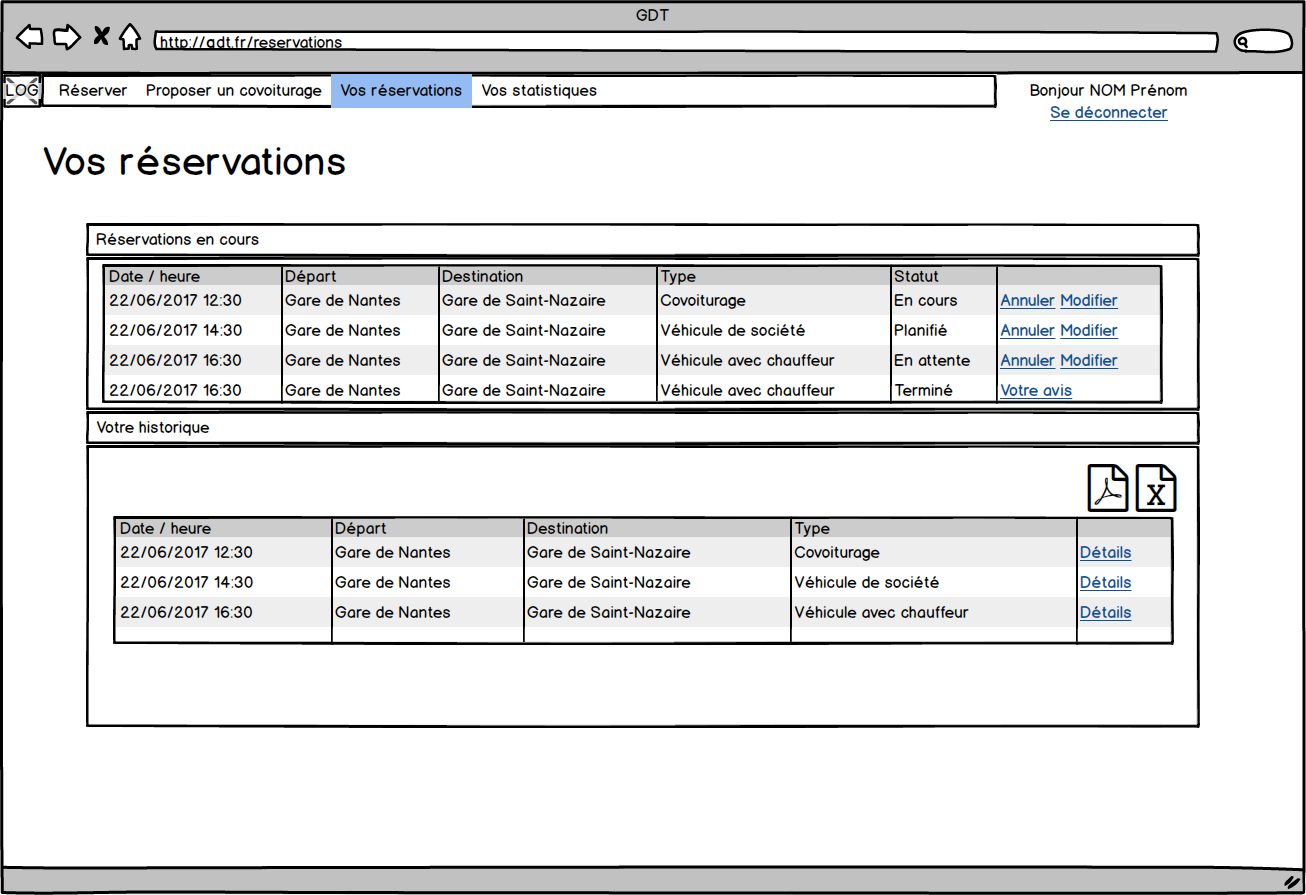 GDT
http://gdt.fr/reservations
LOG Réserver Proposer un covoiturage Vos réservations Vos statistiques Bonjour NOM Prénom
Se déconnecter
Vos réservations
Réservations en cours
Date / heure Départ Destination Type Statut
22/06/2017 12:30 Gare de Nantes Gare de Saint-Nazaire Covoiturage En cours Annuler Modifier
22/06/2017 14:30 Gare de Nantes Gare de Saint-Nazaire Véhicule de société Planifié Annuler Modifier
22/06/2017 16:30 Gare de Nantes Gare de Saint-Nazaire Véhicule avec chauffeur En attente Annuler Modifier
22/06/2017 16:30 Gare de Nantes Gare de Saint-Nazaire Véhicule avec chauffeur Terminé Votre avis
Votre historique
X
Date / heure Départ Destination Type
22/06/2017 12:30 Gare de Nantes Gare de Saint-Nazaire Covoiturage Détails
22/06/2017 14:30 Gare de Nantes Gare de Saint-Nazaire Véhicule de société Détails
22/06/2017 16:30 Gare de Nantes Gare de Saint-Nazaire Véhicule avec chauffeur Détails